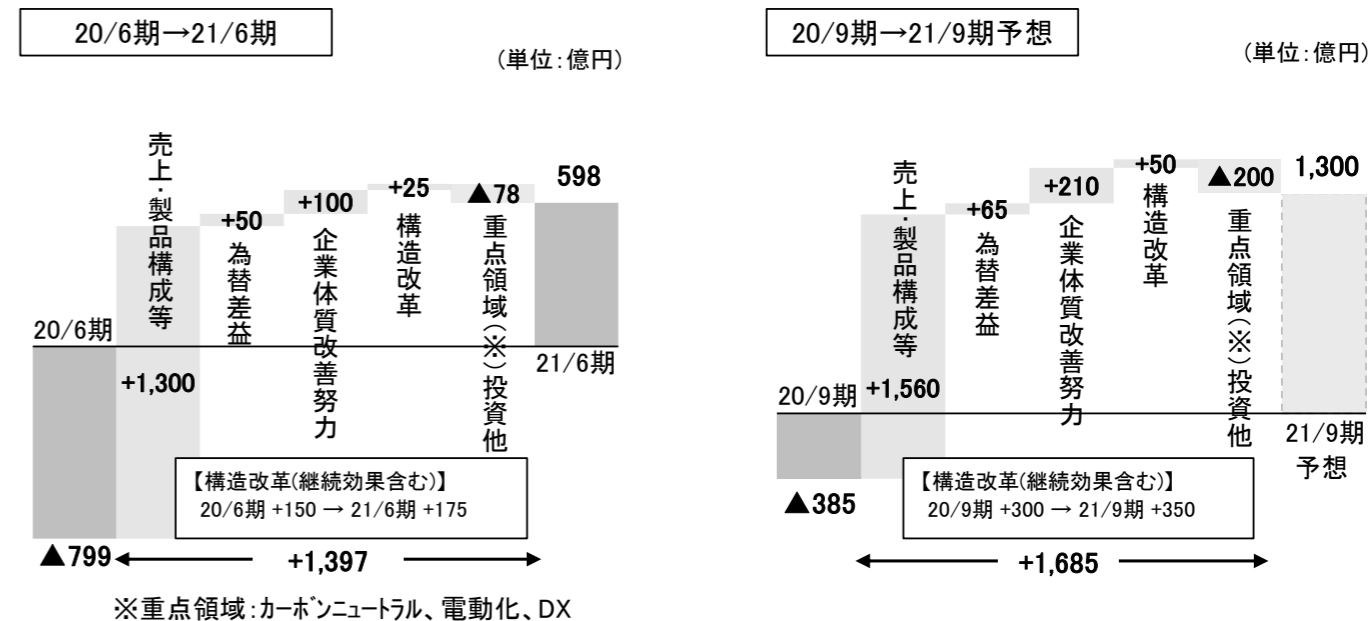 20/6期→21/6期
(単位:億円)
売上・製品構成等
+1,300
+50
為替差益
+100
企業体質改善努力
+25
構造改革
▲78
重点領域(※)投資他
598
20/6期
21/6期
【構造改革(継続効果含む)】
20/6期 +150 → 21/6期 +175
▲799
+1,397
※重点領域:カーボンニュートラル、電動化、DX
20/9期→21/9期予想
(単位:億円)
売上・製品構成等
+1,560
+65
為替差益
+210
企業体質改善努力
+50
構造改革
▲200
重点領域(※)投資他
1,300
20/9期
21/9期
予想
【構造改革(継続効果含む)】
20/9期 +300 → 21/9期 +350
▲385
+1,685